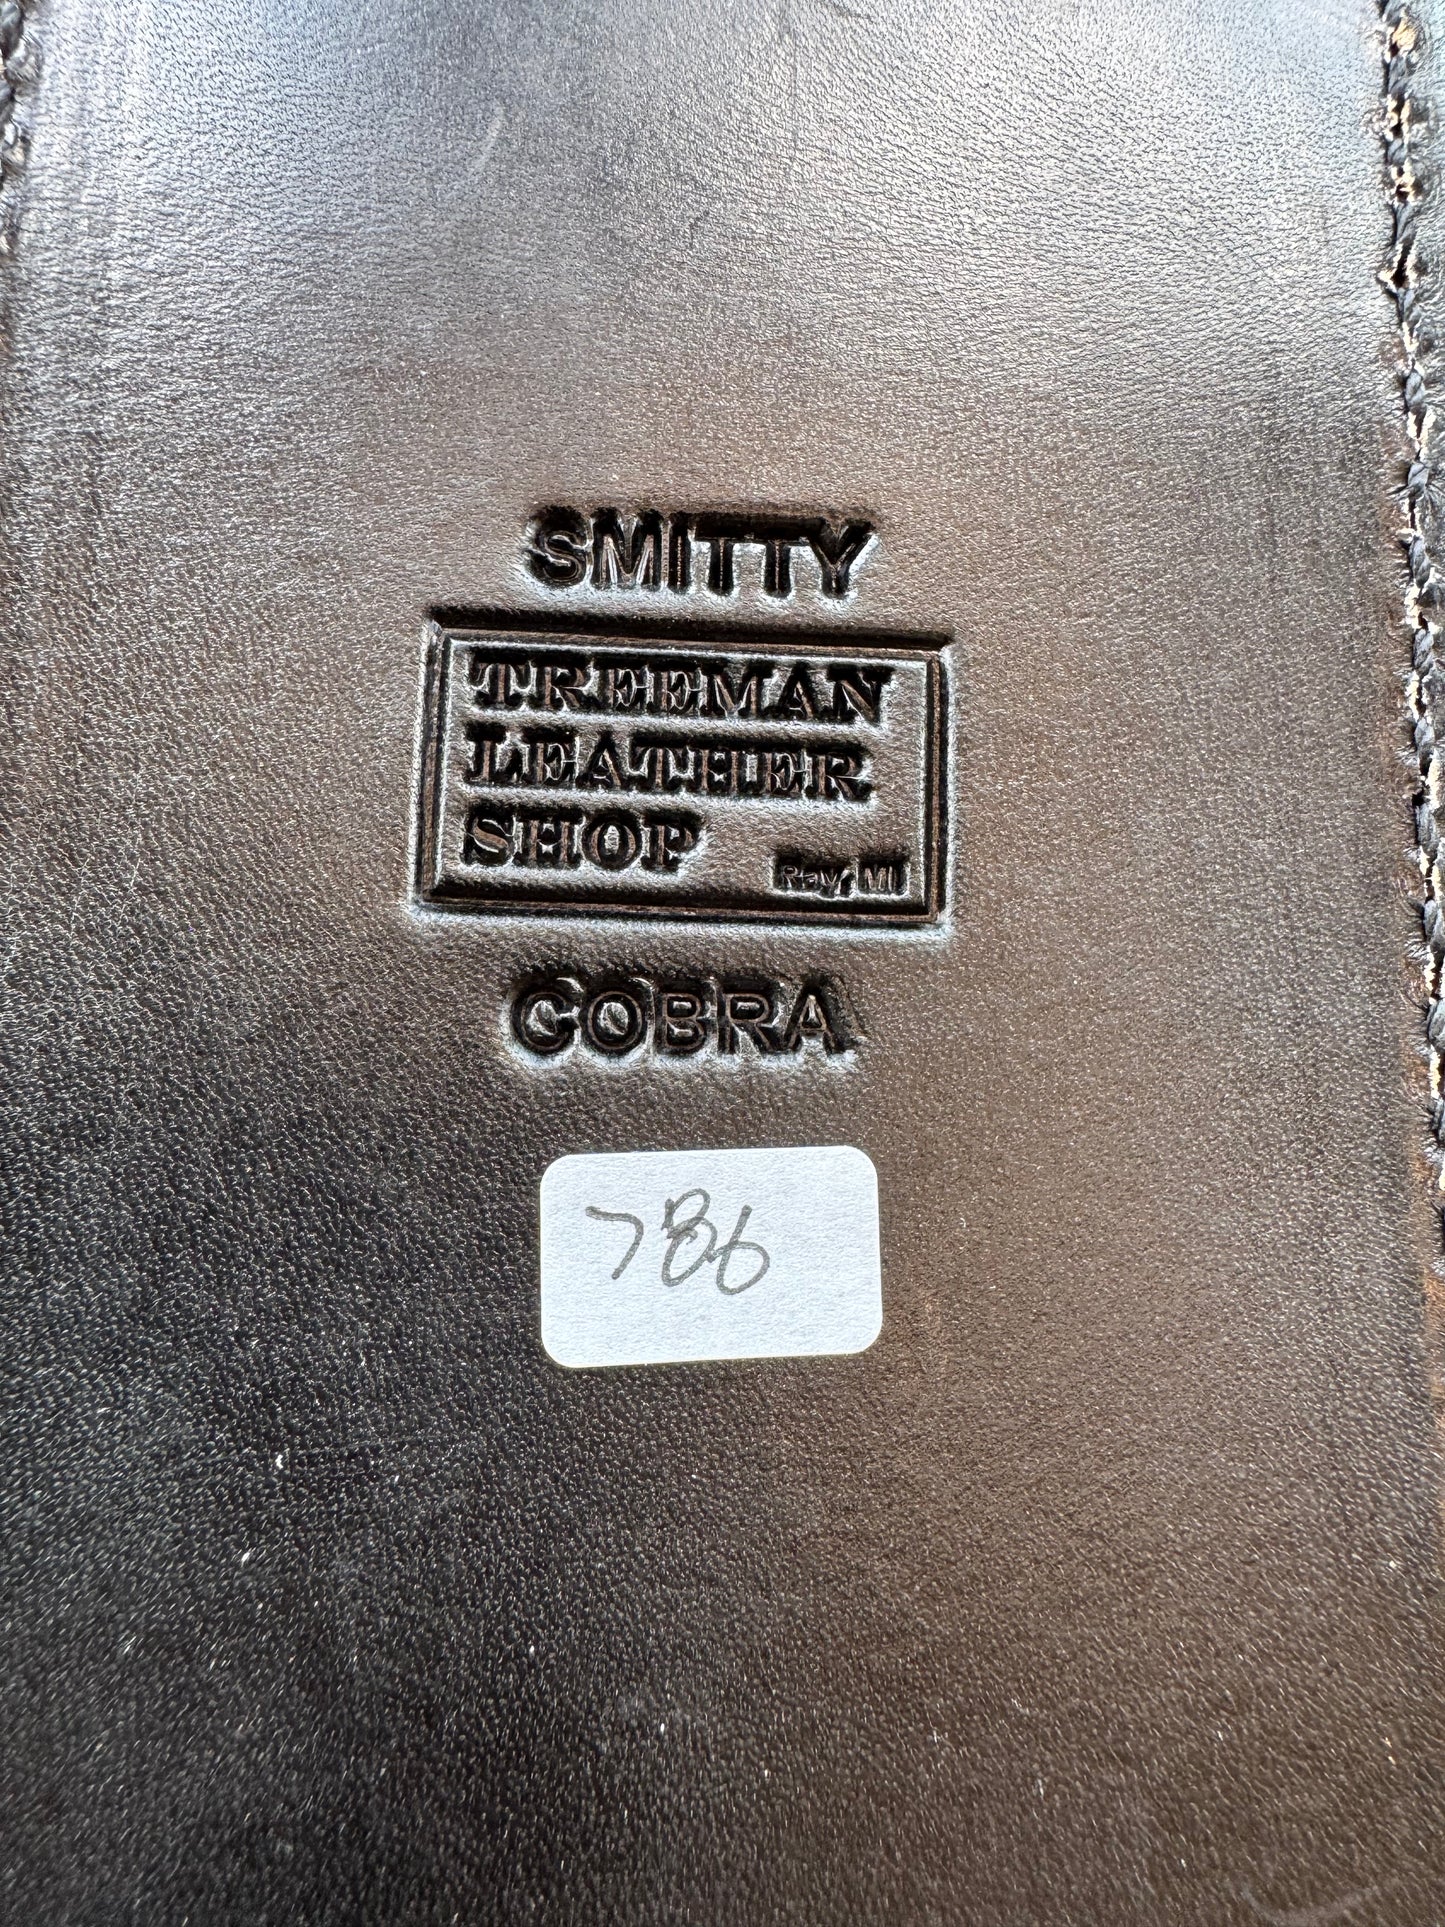 SMITTY
TREEMAN
LEATHER
SHOP
Ray, MI
COBRA
786